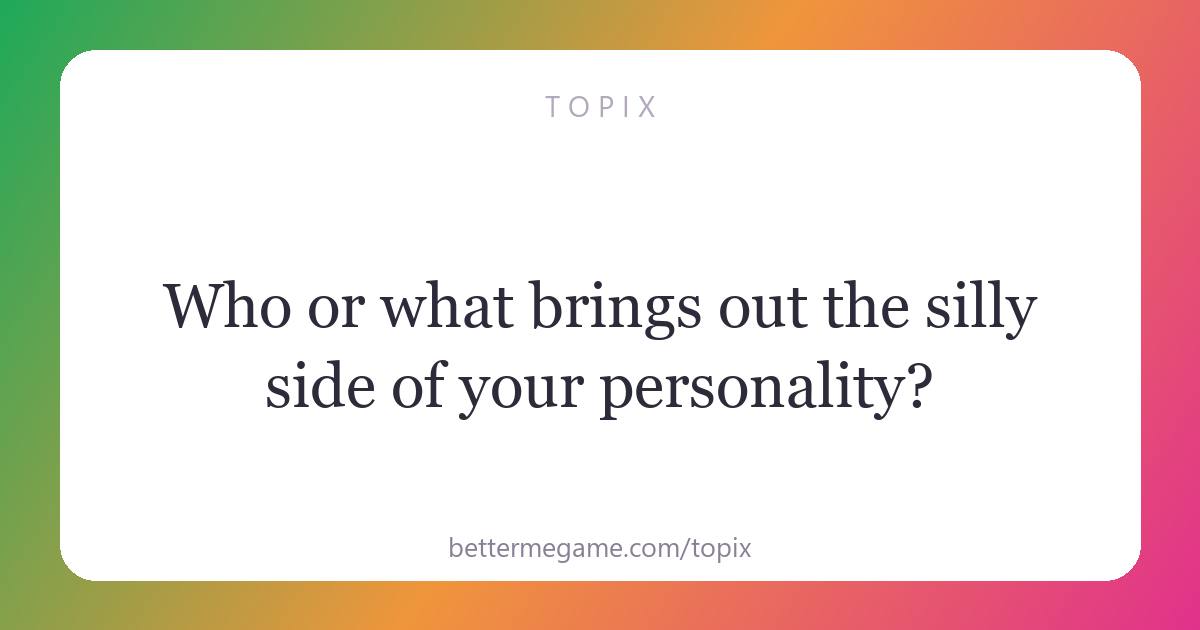 TOPIX
Who or what brings out the silly
side of your personality?
bettermegame.com/topix